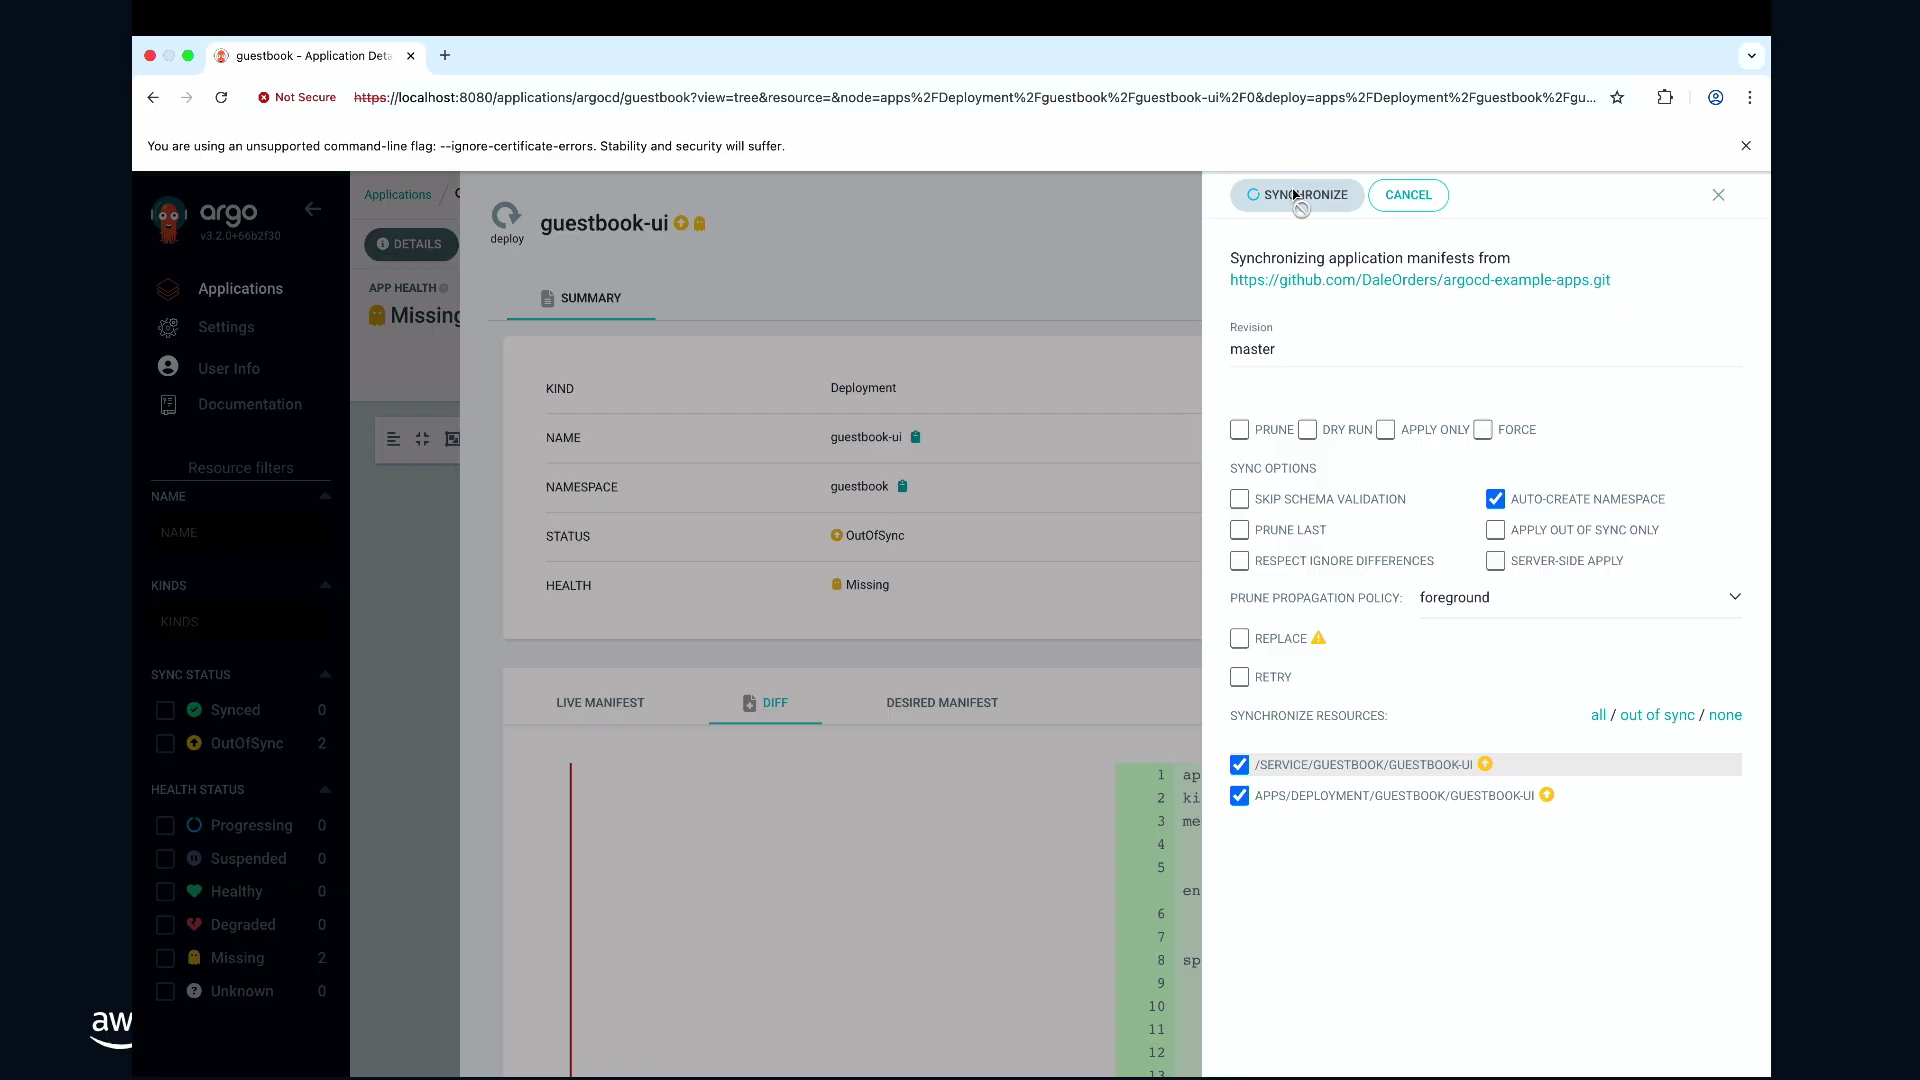 guestbook - Application Deta
Not Secure
https://localhost:8080/applications/argocd/guestbook?view=tree&resource=&node=apps%2FDeployment%2Fguestbook%2Fguestbook-ui%2F0&deploy=apps%2FDeployment%2Fguestbook%2Fgu...
You are using an unsupported command-line flag: --ignore-certificate-errors. Stability and security will suffer.
argo
v3.2.0+66b2f30
Applications
Settings
User Info
Documentation
Resource filters
NAME
NAME
KINDS
KINDS
SYNC STATUS
Synced 0
OutOfSync 2
HEALTH STATUS
Progressing 0
Suspended 0
Healthy 0
Degraded 0
Missing 2
Unknown 0
aw
Applications /
DETAILS
APP HEALTH
Missing
deploy
guestbook-ui
SUMMARY
KIND Deployment
NAME guestbook-ui
NAMESPACE guestbook
STATUS OutOfSync
HEALTH Missing
LIVE MANIFEST DIFF DESIRED MANIFEST
1 ap
2 ki
3 me
4
5
en
6
7
8 sp
9
10
11
12
13
SYNCHRONIZE CANCEL
Synchronizing application manifests from
https://github.com/DaleOrders/argocd-example-apps.git
Revision
master
PRUNE DRY RUN APPLY ONLY FORCE
SYNC OPTIONS
SKIP SCHEMA VALIDATION AUTO-CREATE NAMESPACE
PRUNE LAST APPLY OUT OF SYNC ONLY
RESPECT IGNORE DIFFERENCES SERVER-SIDE APPLY
PRUNE PROPAGATION POLICY: foreground
REPLACE
RETRY
SYNCHRONIZE RESOURCES: all / out of sync / none
/SERVICE/GUESTBOOK/GUESTBOOK-UI
APPS/DEPLOYMENT/GUESTBOOK/GUESTBOOK-UI